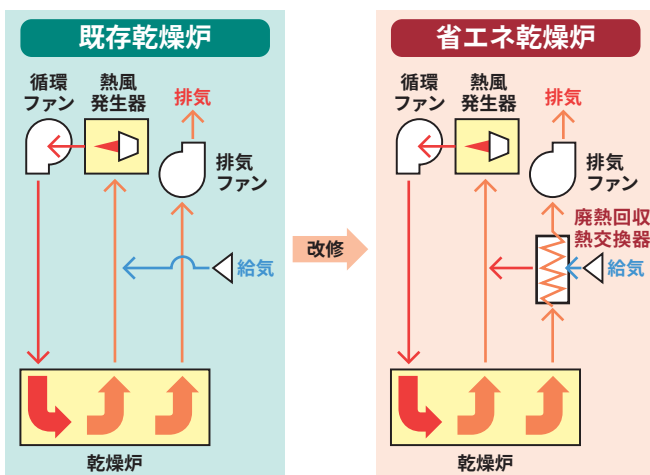 既存乾燥炉
循環
ファン
熱風
発生器
排気
排気
ファン
給気
乾燥炉
改修
省エネ乾燥炉
循環
ファン
熱風
発生器
排気
排気
ファン
廃熱回収
熱交換器
給気
乾燥炉